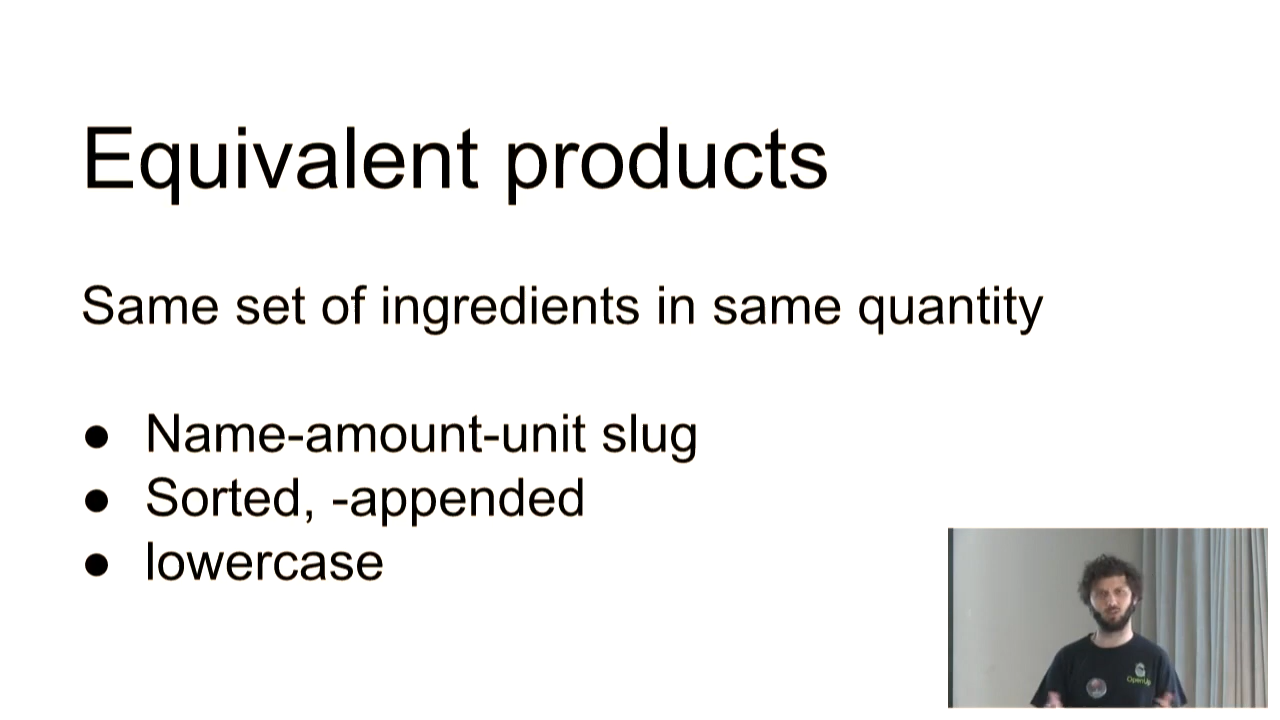 Equivalent products
Same set of ingredients in same quantity
● Name-amount-unit slug
● Sorted, -appended
● lowercase